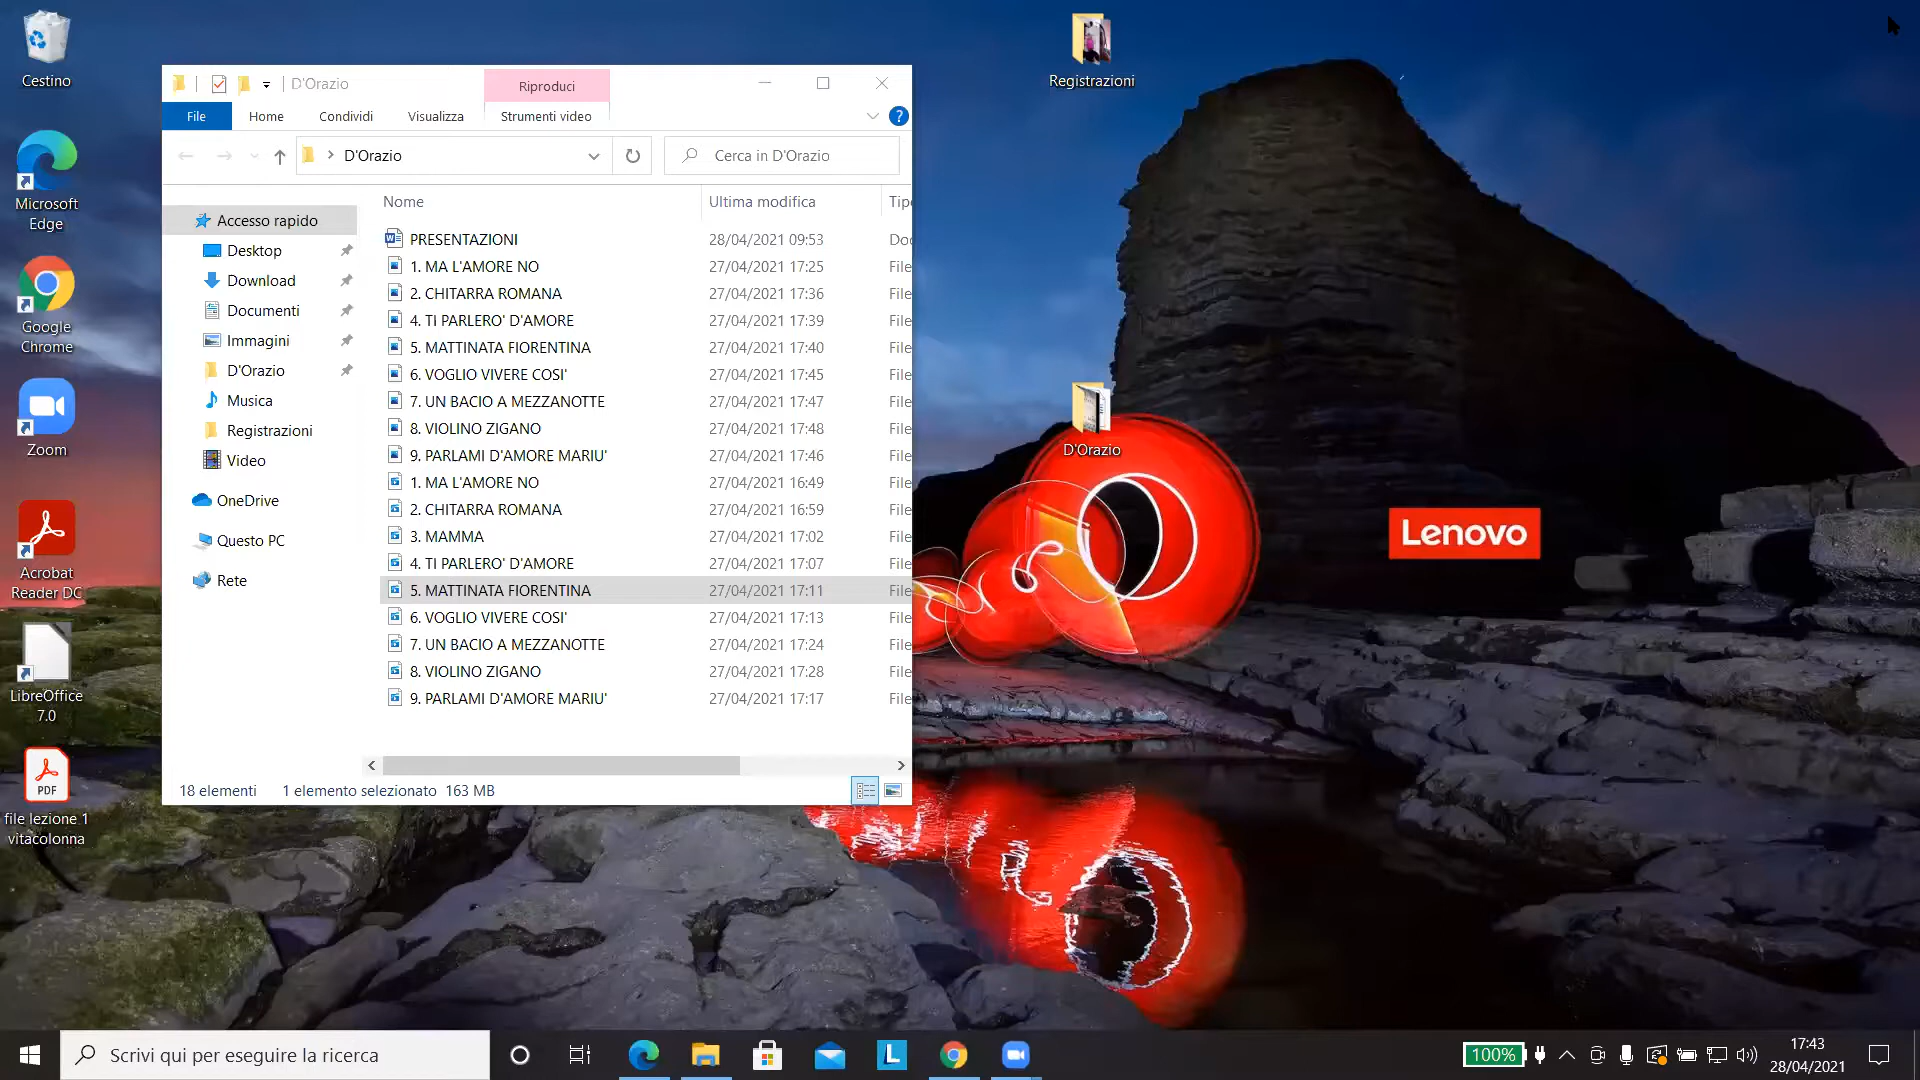 Cestino
Microsoft
Edge
Google
Chrome
Zoom
Acrobat
Reader DC
LibreOffice
7.0
PDF
file lezione 1
vitacolonna
D'Orazio
Riproduci
File
Home
Condividi
Visualizza
Strumenti video
?
D'Orazio
Cerca in D'Orazio
Accesso rapido
Desktop
Download
Documenti
Immagini
D'Orazio
Musica
Registrazioni
Video
OneDrive
Questo PC
Rete
Nome Ultima modifica Tipo
PRESENTAZIONI 28/04/2021 09:53 Doc
1. MA L'AMORE NO 27/04/2021 17:25 File
2. CHITARRA ROMANA 27/04/2021 17:36 File
4. TI PARLERO' D'AMORE 27/04/2021 17:39 File
5. MATTINATA FIORENTINA 27/04/2021 17:40 File
6. VOGLIO VIVERE COSI' 27/04/2021 17:45 File
7. UN BACIO A MEZZANOTTE 27/04/2021 17:47 File
8. VIOLINO ZIGANO 27/04/2021 17:48 File
9. PARLAMI D'AMORE MARIU' 27/04/2021 17:46 File
1. MA L'AMORE NO 27/04/2021 16:49 File
2. CHITARRA ROMANA 27/04/2021 16:59 File
3. MAMMA 27/04/2021 17:02 File
4. TI PARLERO' D'AMORE 27/04/2021 17:07 File
5. MATTINATA FIORENTINA 27/04/2021 17:11 File
6. VOGLIO VIVERE COSI' 27/04/2021 17:13 File
7. UN BACIO A MEZZANOTTE 27/04/2021 17:24 File
8. VIOLINO ZIGANO 27/04/2021 17:28 File
9. PARLAMI D'AMORE MARIU' 27/04/2021 17:17 File
18 elementi 1 elemento selezionato 163 MB
Registrazioni
D'Orazio
Lenovo
Scrivi qui per eseguire la ricerca
L
100%
17:43
28/04/2021